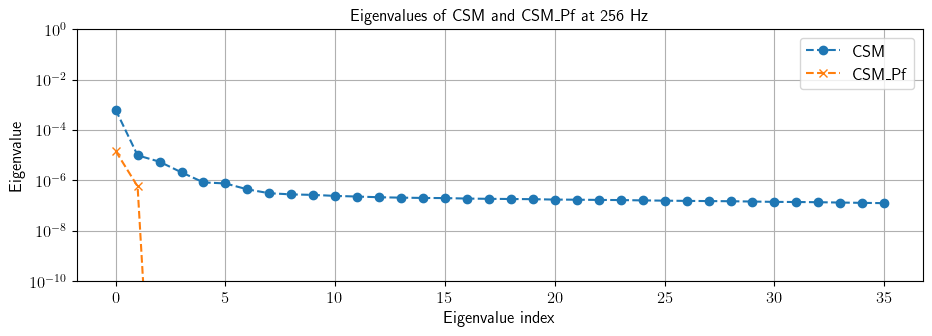 Eigenvalues of CSM and CSM_Pf at 256 Hz
Eigenvalue
10^0
10^−2
10^−4
10^−6
10^−8
10^−10
CSM
CSM_Pf
0 5 10 15 20 25 30 35
Eigenvalue index